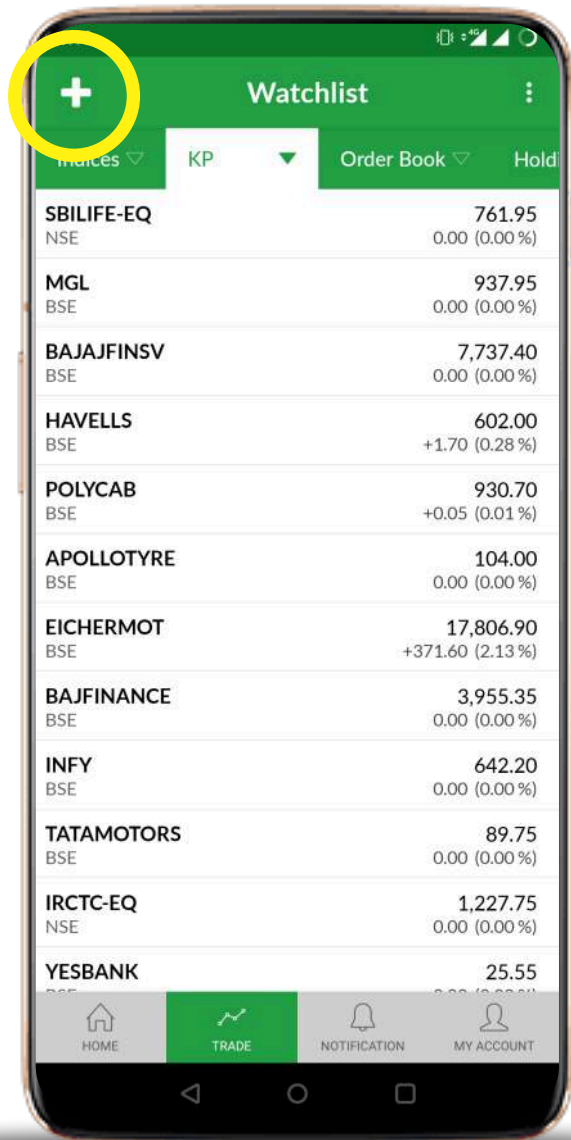 4G
Watchlist
Indices KP Order Book Holdi
SBILIFE-EQ 761.95
NSE 0.00 (0.00 %)
MGL 937.95
BSE 0.00 (0.00 %)
BAJAJFINSV 7,737.40
BSE 0.00 (0.00 %)
HAVELLS 602.00
BSE +1.70 (0.28 %)
POLYCAB 930.70
BSE +0.05 (0.01 %)
APOLLOTYRE 104.00
BSE 0.00 (0.00 %)
EICHERMOT 17,806.90
BSE +371.60 (2.13 %)
BAJFINANCE 3,955.35
BSE 0.00 (0.00 %)
INFY 642.20
BSE 0.00 (0.00 %)
TATAMOTORS 89.75
BSE 0.00 (0.00 %)
IRCTC-EQ 1,227.75
NSE 0.00 (0.00 %)
YESBANK 25.55
HOME TRADE NOTIFICATION MY ACCOUNT